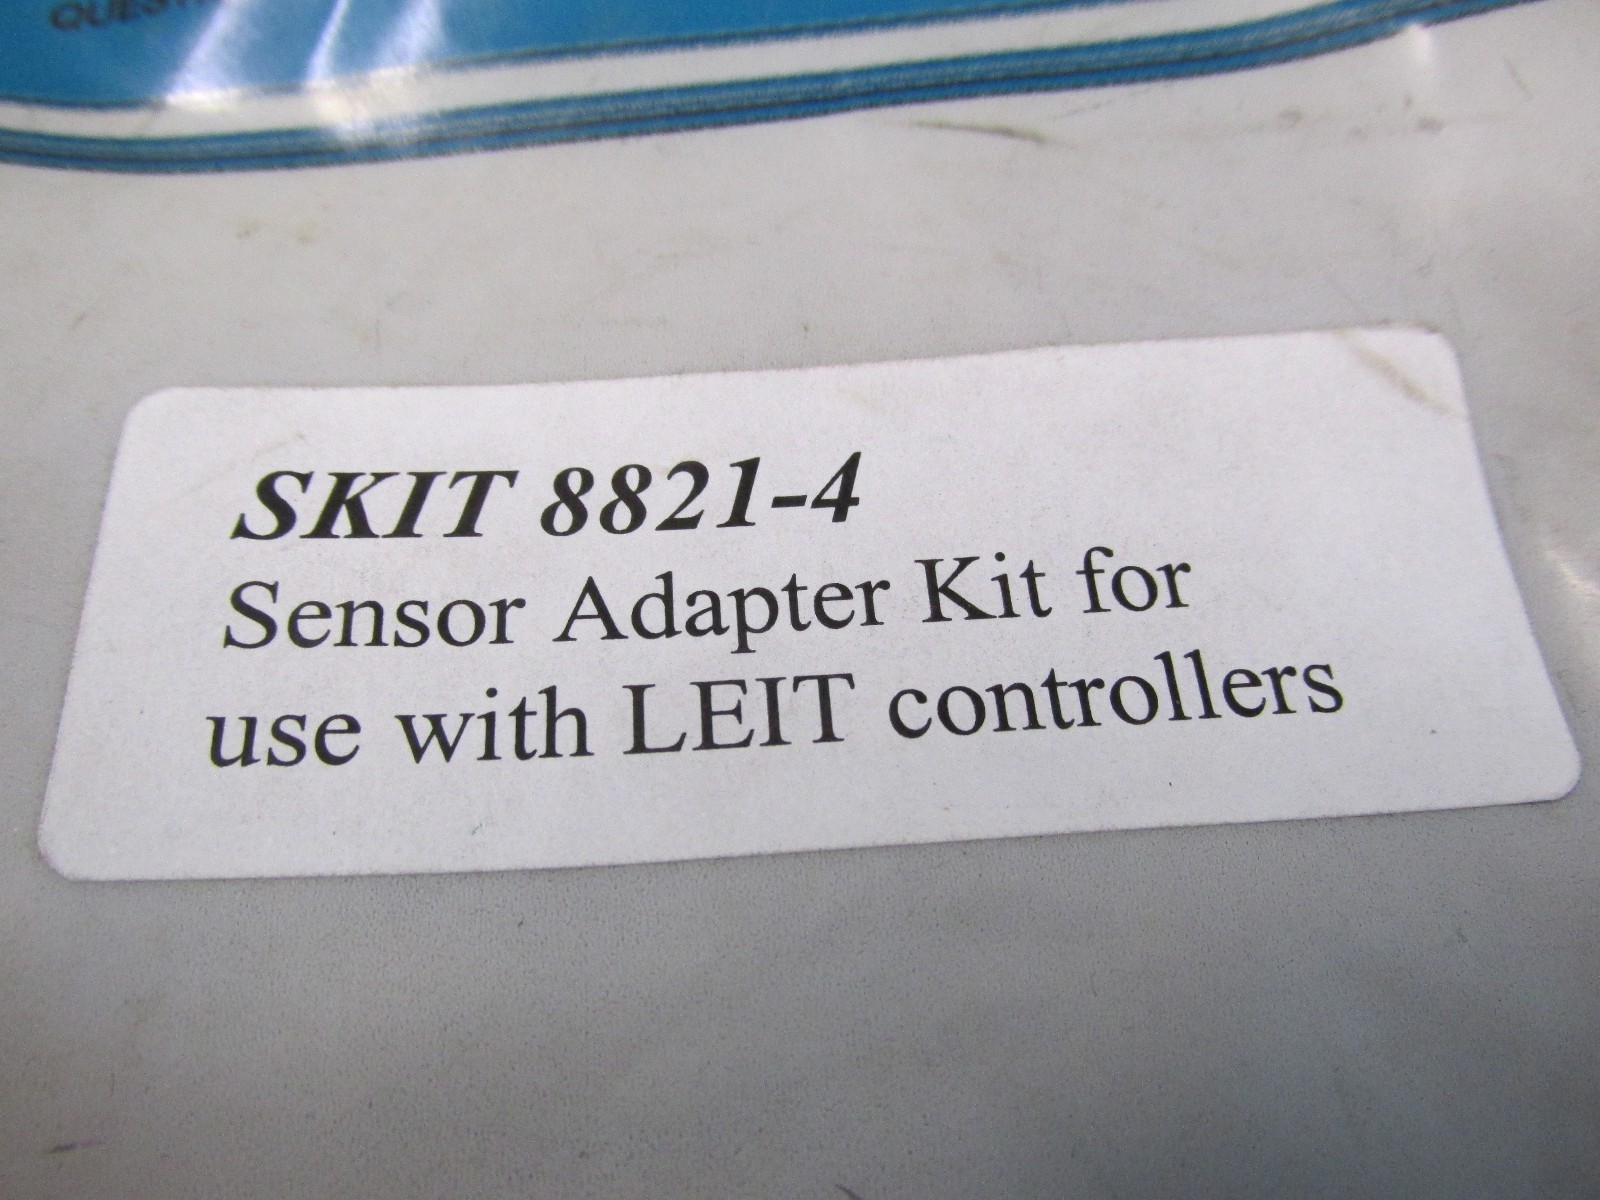 SKIT 8821-4
Sensor Adapter Kit for
use with LEIT controllers